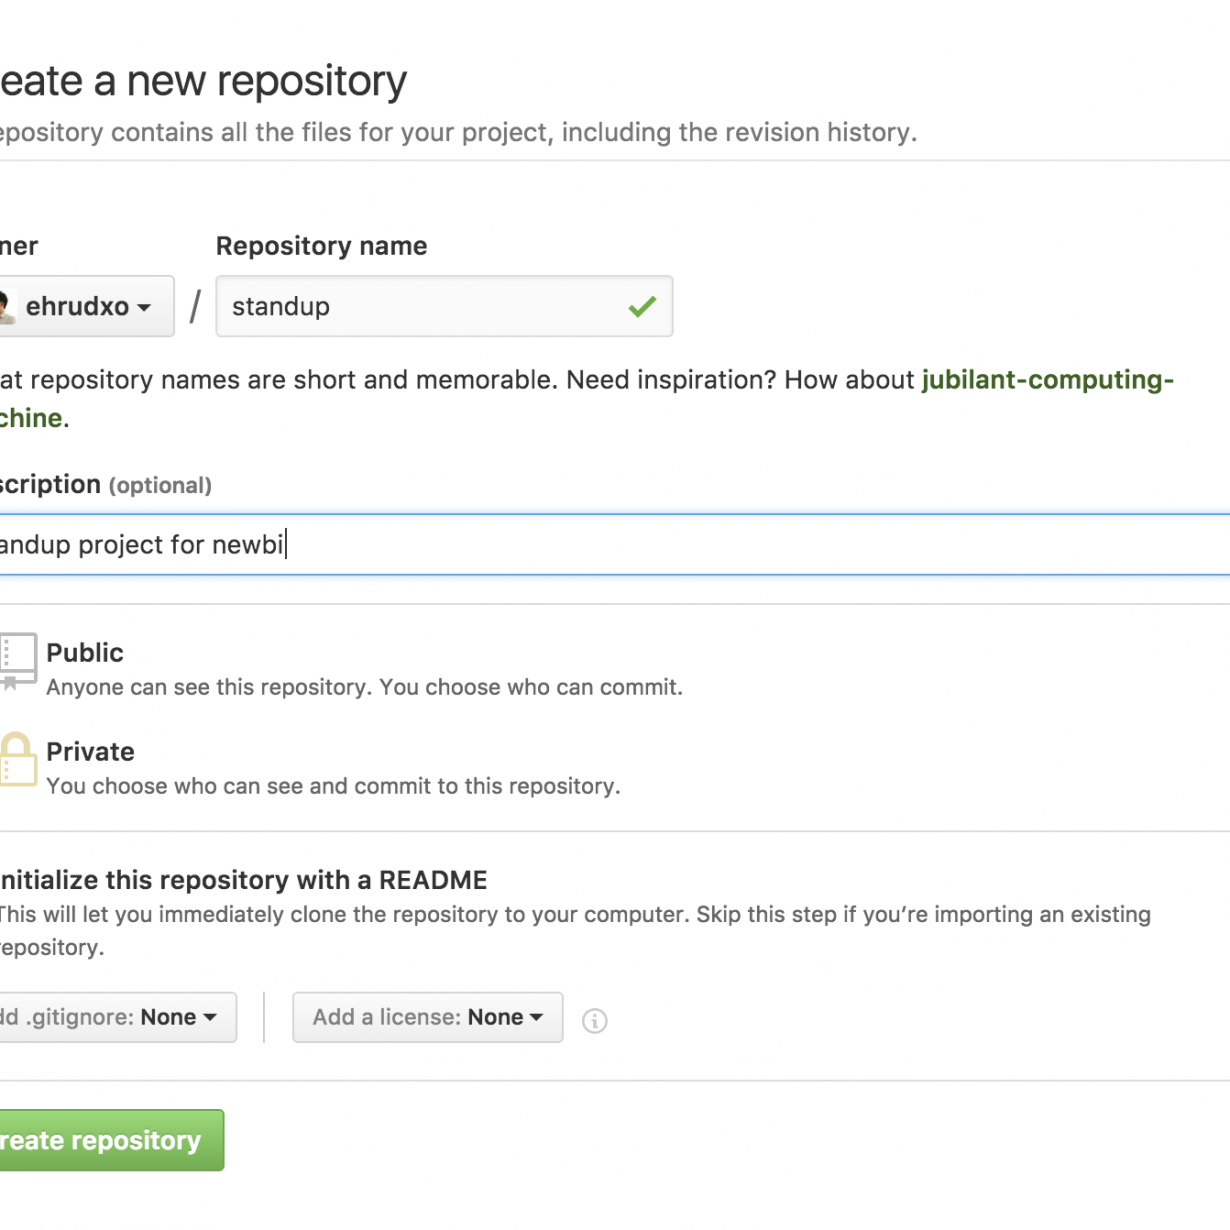 eate a new repository
epository contains all the files for your project, including the revision history.
ner Repository name
ehrudxo / standup
at repository names are short and memorable. Need inspiration? How about jubilant-computing-
chine.
scription (optional)
andup project for newbi
Public
Anyone can see this repository. You choose who can commit.
Private
You choose who can see and commit to this repository.
nitialize this repository with a README
This will let you immediately clone the repository to your computer. Skip this step if you’re importing an existing
repository.
dd .gitignore: None Add a license: None
reate repository